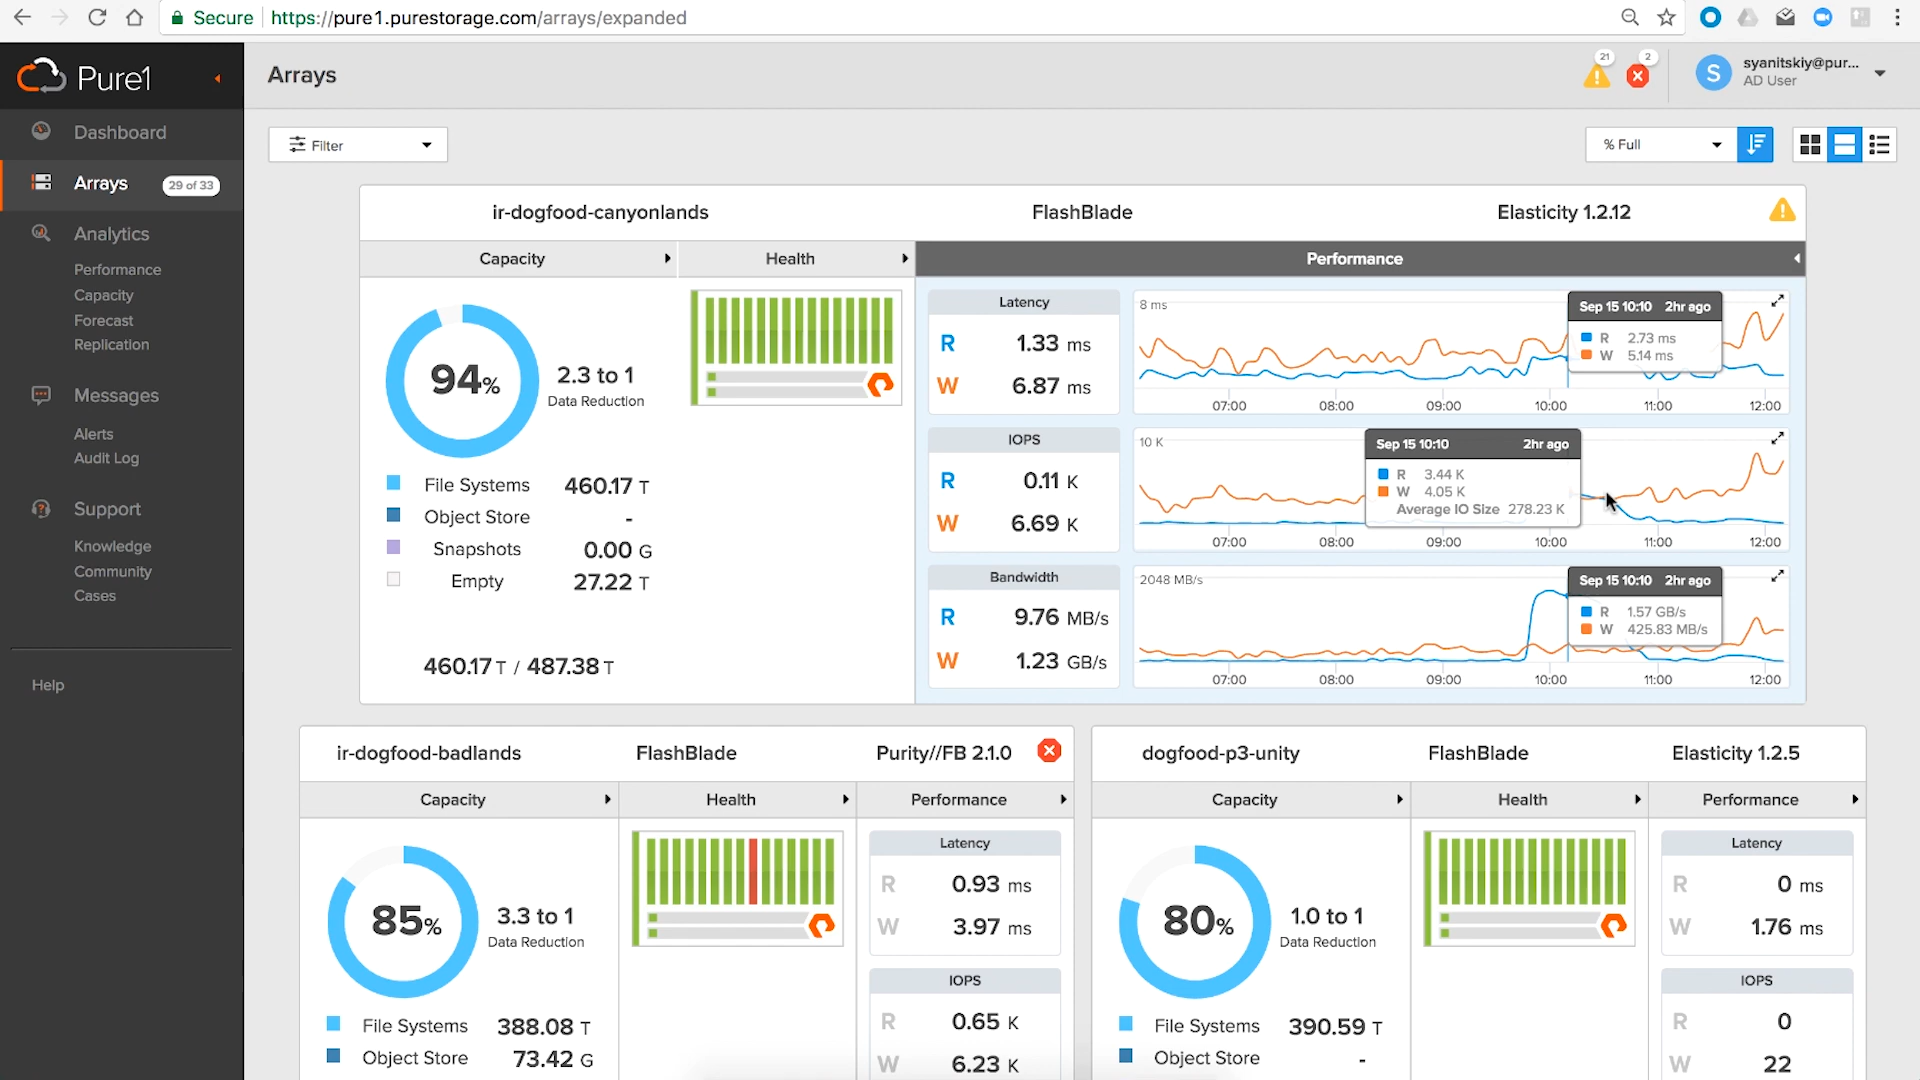 Secure https://pure1.purestorage.com/arrays/expanded
Pure1
Arrays
21
2
S
syanitskiy@pur...
AD User
Dashboard
Arrays 29 of 33
Analytics
Performance
Capacity
Forecast
Replication
Messages
Alerts
Audit Log
Support
Knowledge
Community
Cases
Help
Filter
% Full
ir-dogfood-canyonlands FlashBlade Elasticity 1.2.12
Capacity Health Performance
94%
2.3 to 1
Data Reduction
File Systems 460.17 T
Object Store -
Snapshots 0.00 G
Empty 27.22 T
460.17 T / 487.38 T
Latency
R 1.33 ms
W 6.87 ms
8 ms
Sep 15 10:10 2hr ago
R 2.73 ms
W 5.14 ms
07:00 08:00 09:00 10:00 11:00 12:00
IOPS
R 0.11 K
W 6.69 K
10 K
Sep 15 10:10 2hr ago
R 3.44 K
W 4.05 K
Average IO Size 278.23 K
07:00 08:00 09:00 10:00 11:00 12:00
Bandwidth
R 9.76 MB/s
W 1.23 GB/s
2048 MB/s
Sep 15 10:10 2hr ago
R 1.57 GB/s
W 425.83 MB/s
07:00 08:00 09:00 10:00 11:00 12:00
ir-dogfood-badlands FlashBlade Purity//FB 2.1.0
Capacity Health Performance
85%
3.3 to 1
Data Reduction
File Systems 388.08 T
Object Store 73.42 G
Latency
R 0.93 ms
W 3.97 ms
IOPS
R 0.65 K
W 6.23 K
dogfood-p3-unity FlashBlade Elasticity 1.2.5
Capacity Health Performance
80%
1.0 to 1
Data Reduction
File Systems 390.59 T
Object Store -
Latency
R 0 ms
W 1.76 ms
IOPS
R 0
W 22